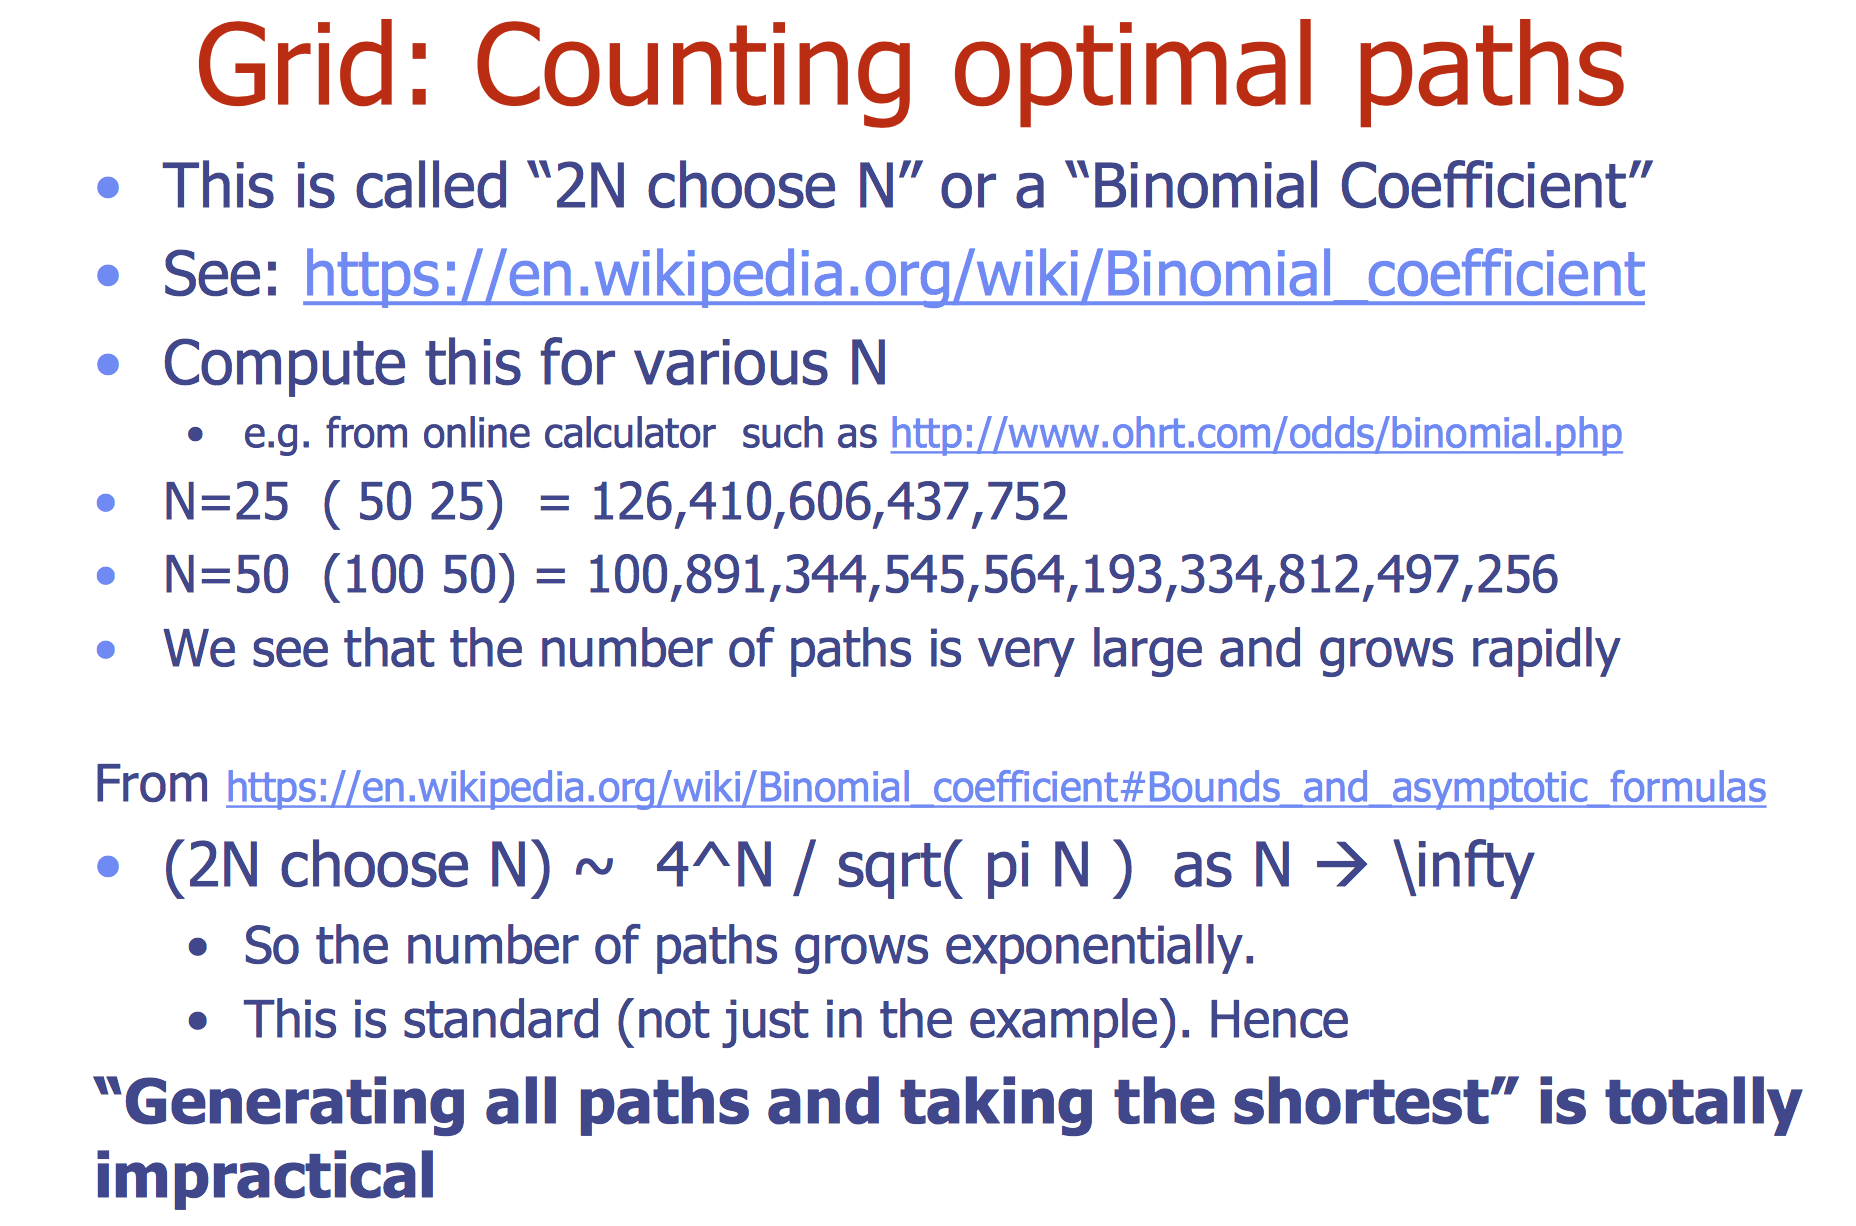 Grid: Counting optimal paths
• This is called “2N choose N” or a “Binomial Coefficient”
• See: https://en.wikipedia.org/wiki/Binomial_coefficient
• Compute this for various N
• e.g. from online calculator such as http://www.ohrt.com/odds/binomial.php
• N=25 ( 50 25) = 126,410,606,437,752
• N=50 (100 50) = 100,891,344,545,564,193,334,812,497,256
• We see that the number of paths is very large and grows rapidly
From https://en.wikipedia.org/wiki/Binomial_coefficient#Bounds_and_asymptotic_formulas
• (2N choose N) ~ 4^N / sqrt( pi N ) as N → \infty
• So the number of paths grows exponentially.
• This is standard (not just in the example). Hence
“Generating all paths and taking the shortest” is totally
impractical